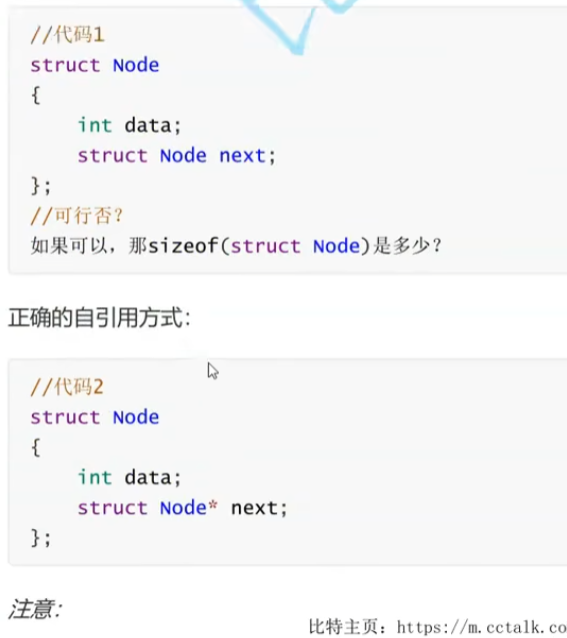 //代码1
struct Node
{
    int data;
    struct Node next;
};
//可行否?
如果可以，那sizeof(struct Node)是多少?
正确的自引用方式：
//代码2
struct Node
{
    int data;
    struct Node* next;
};
注意：
比特主页：https://m.cctalk.co